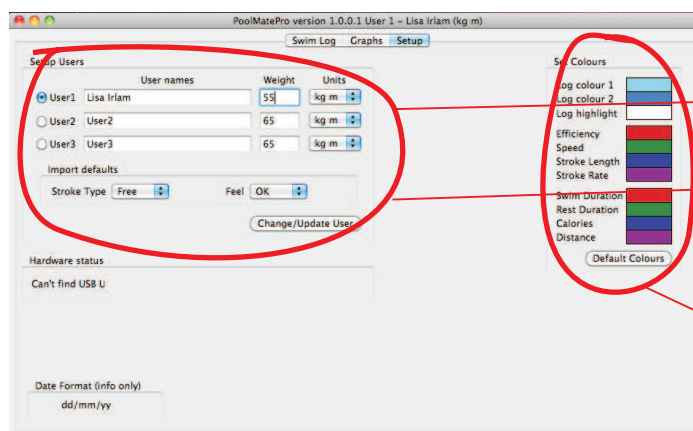 PoolMatePro version 1.0.0.1 User 1 – Lisa Irlam (kg m)
Swim Log Graphs Setup
Setup Users
User names Weight Units
User1 Lisa Irlam 55 kg m
User2 User2 65 kg m
User3 User3 65 kg m
Import defaults
Stroke Type Free Feel OK
Change/Update User
Hardware status
Can't find USB U
Date Format (info only)
dd/mm/yy
Set Colours
Log colour 1
Log colour 2
Log highlight
Efficiency
Speed
Stroke Length
Stroke Rate
Swim Duration
Rest Duration
Calories
Distance
Default Colours